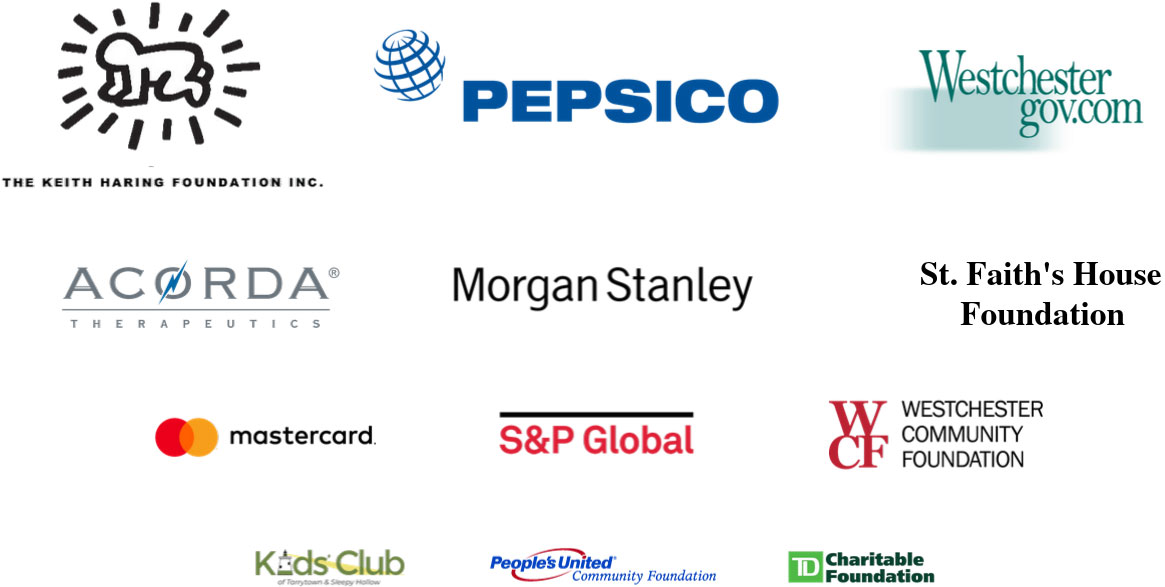 THE KEITH HARING FOUNDATION INC.
PEPSICO
Westchester
gov.com
ACORDA®
THERAPEUTICS
Morgan Stanley
St. Faith's House
Foundation
mastercard.
S&P Global
WCF
WESTCHESTER
COMMUNITY
FOUNDATION
Kids' Club
of Tarrytown & Sleepy Hollow
People's United®
Community Foundation
TD
Charitable
Foundation